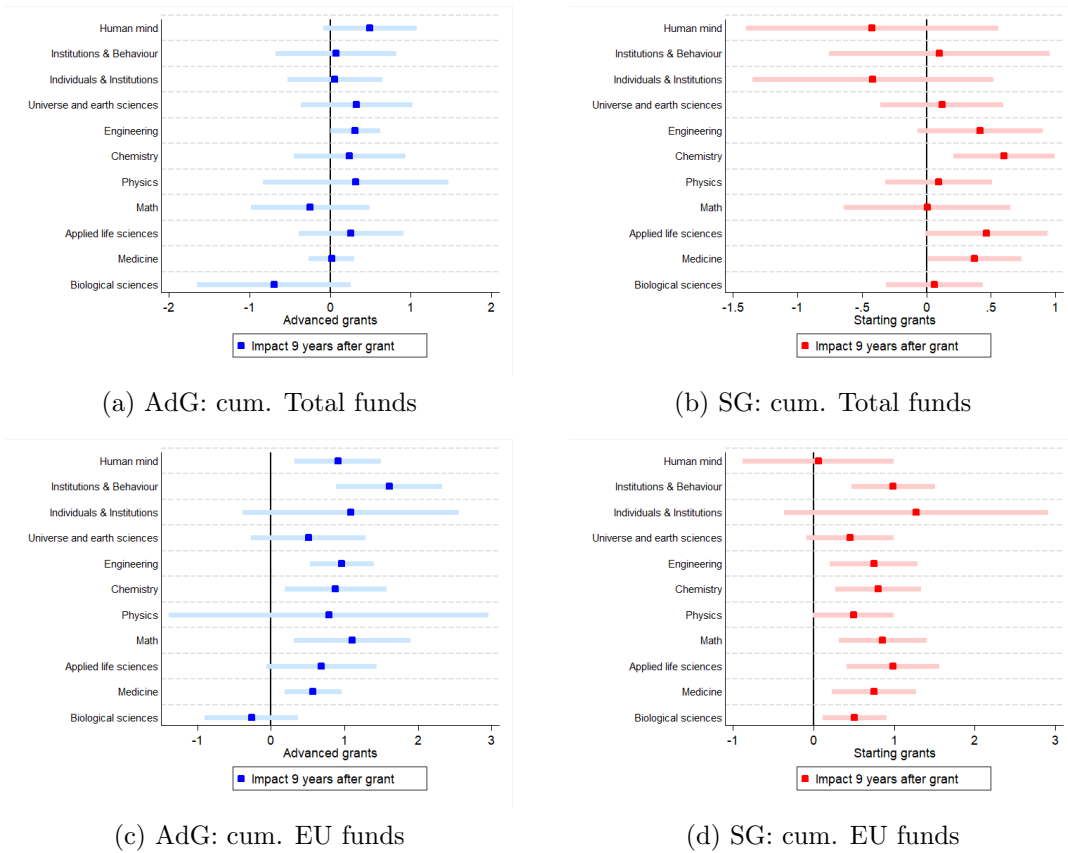 Human mind
Institutions & Behaviour
Individuals & Institutions
Universe and earth sciences
Engineering
Chemistry
Physics
Math
Applied life sciences
Medicine
Biological sciences
-2 -1 0 1 2
Advanced grants
Impact 9 years after grant
(a) AdG: cum. Total funds
Human mind
Institutions & Behaviour
Individuals & Institutions
Universe and earth sciences
Engineering
Chemistry
Physics
Math
Applied life sciences
Medicine
Biological sciences
-1.5 -1 -.5 0 .5 1
Starting grants
Impact 9 years after grant
(b) SG: cum. Total funds
Human mind
Institutions & Behaviour
Individuals & Institutions
Universe and earth sciences
Engineering
Chemistry
Physics
Math
Applied life sciences
Medicine
Biological sciences
-1 0 1 2 3
Advanced grants
Impact 9 years after grant
(c) AdG: cum. EU funds
Human mind
Institutions & Behaviour
Individuals & Institutions
Universe and earth sciences
Engineering
Chemistry
Physics
Math
Applied life sciences
Medicine
Biological sciences
-1 0 1 2 3
Starting grants
Impact 9 years after grant
(d) SG: cum. EU funds